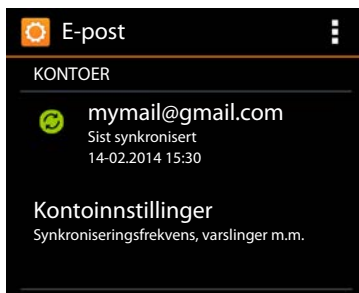 E-post
KONTOER
mymail@gmail.com
Sist synkronisert
14-02.2014 15:30
Kontoinnstillinger
Synkroniseringsfrekvens, varslinger m.m.